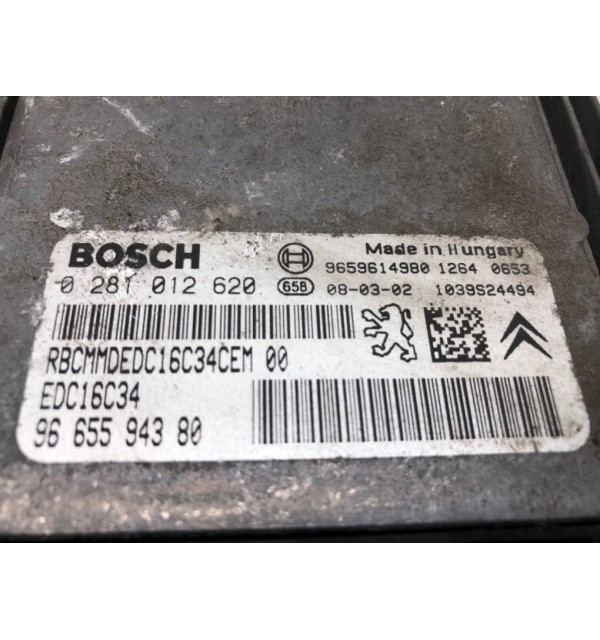 BOSCH Made in Hungary
9659614980 1264 0653
0 281 012 620 65B 08-03-02 1039S24494
RBCMMDEDC16C34CEM 00
EDC16C34
96 655 943 80